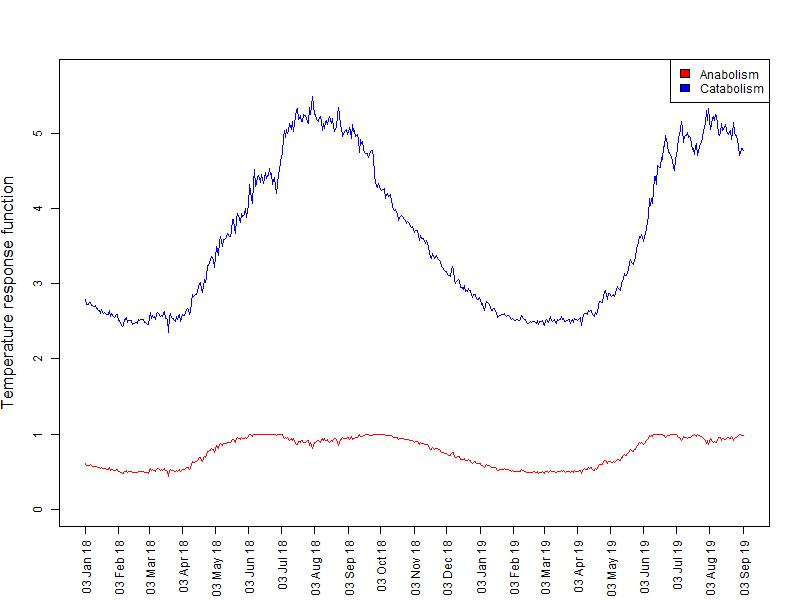 Anabolism
Catabolism
Temperature response function
5
4
3
2
1
0
03 Jan 18
03 Feb 18
03 Mar 18
03 Apr 18
03 May 18
03 Jun 18
03 Jul 18
03 Aug 18
03 Sep 18
03 Oct 18
03 Nov 18
03 Dec 18
03 Jan 19
03 Feb 19
03 Mar 19
03 Apr 19
03 May 19
03 Jun 19
03 Jul 19
03 Aug 19
03 Sep 19